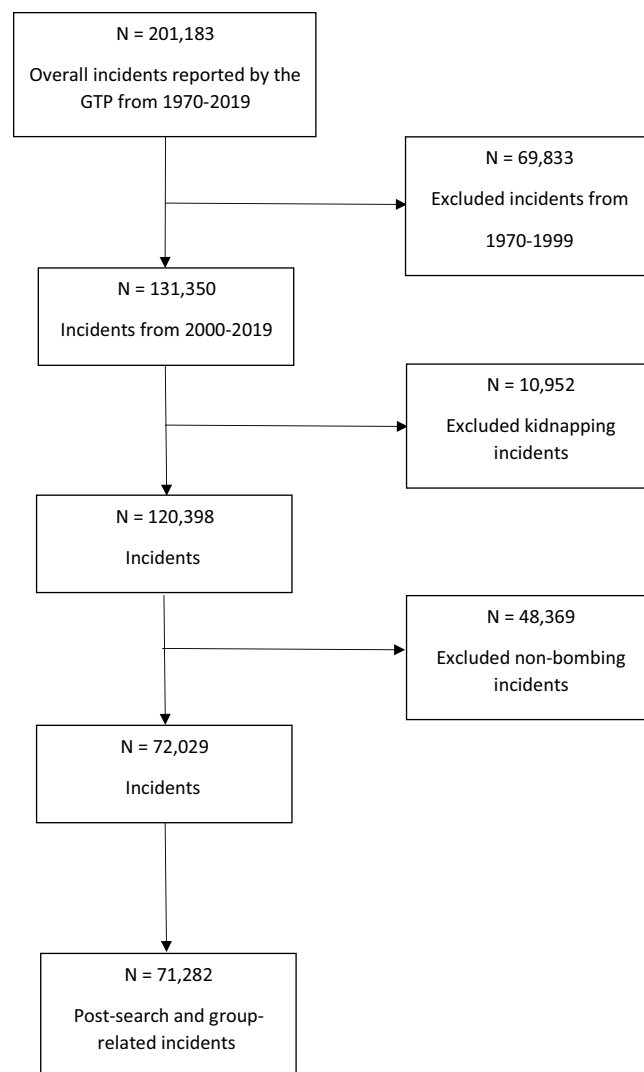 N = 201,183
Overall incidents reported by the
GTP from 1970-2019
N = 69,833
Excluded incidents from
1970-1999
N = 131,350
Incidents from 2000-2019
N = 10,952
Excluded kidnapping
incidents
N = 120,398
Incidents
N = 48,369
Excluded non-bombing
incidents
N = 72,029
Incidents
N = 71,282
Post-search and group-
related incidents